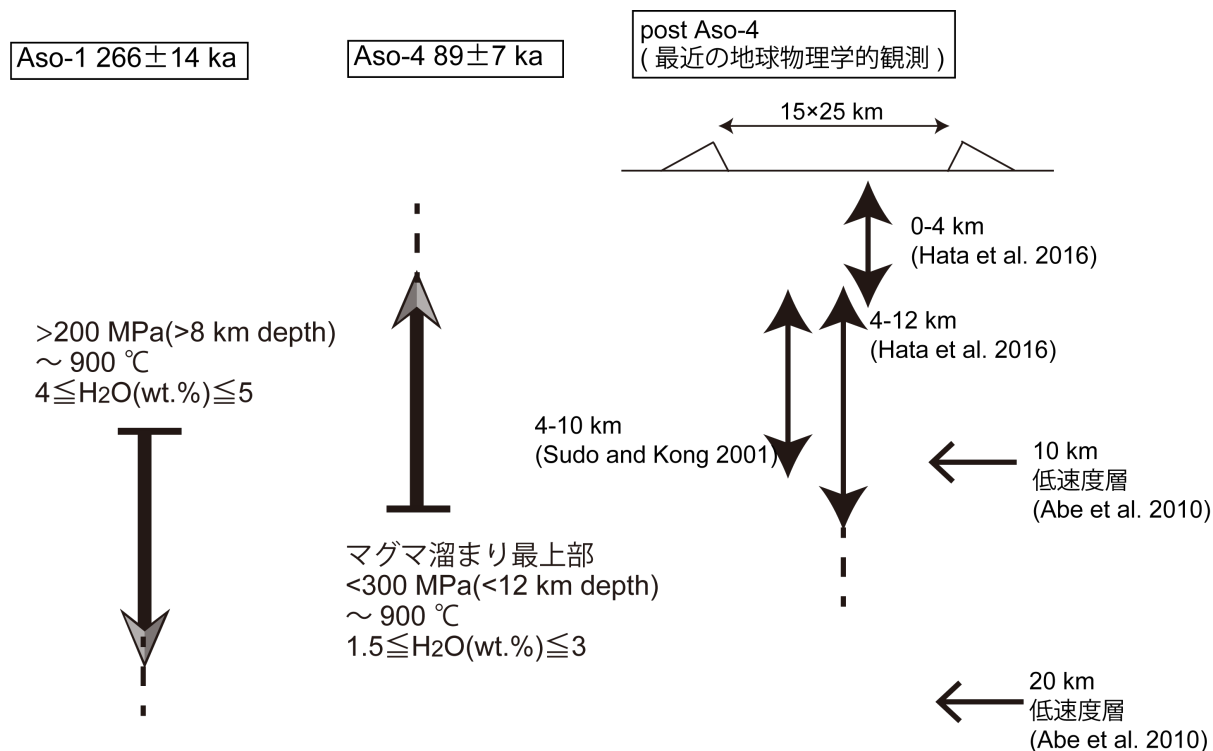 Aso-1 266±14 ka
Aso-4 89±7 ka
post Aso-4
( 最近の地球物理学的観測 )
15×25 km
>200 MPa(>8 km depth)
～ 900 ℃
4≦H2O(wt.%)≦5
マグマ溜まり最上部
<300 MPa(<12 km depth)
～ 900 ℃
1.5≦H2O(wt.%)≦3
0-4 km
(Hata et al. 2016)
4-12 km
(Hata et al. 2016)
4-10 km
(Sudo and Kong 2001)
10 km
低速度層
(Abe et al. 2010)
20 km
低速度層
(Abe et al. 2010)